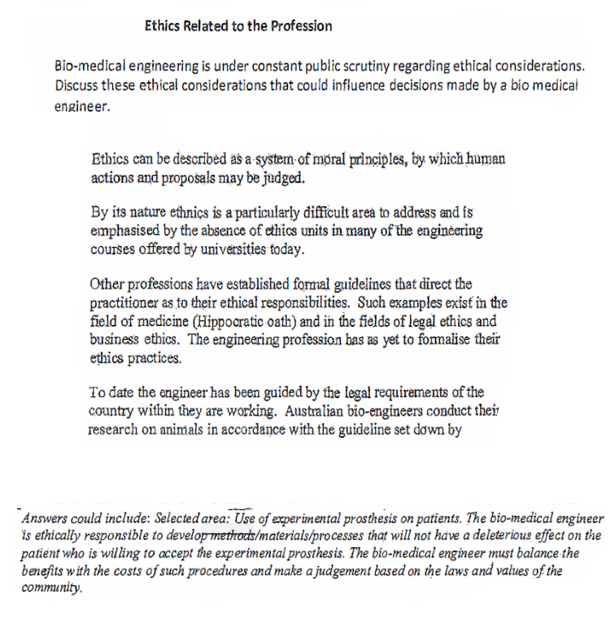 Ethics Related to the Profession
Bio-medical engineering is under constant public scrutiny regarding ethical considerations.
Discuss these ethical considerations that could influence decisions made by a bio medical
engineer.
Ethics can be described as a system of moral principles, by which human
actions and proposals may be judged.
By its nature ethnics is a particularly difficult area to address and is
emphasised by the absence of ethics units in many of the engineering
courses offered by universities today.
Other professions have established formal guidelines that direct the
practitioner as to their ethical responsibilities. Such examples exist in the
field of medicine (Hippocratic oath) and in the fields of legal ethics and
business ethics. The engineering profession has as yet to formalise their
ethics practices.
To date the engineer has been guided by the legal requirements of the
country within they are working. Australian bio-engineers conduct their
research on animals in accordance with the guideline set down by
Answers could include: Selected area: Use of experimental prosthesis on patients. The bio-medical engineer
is ethically responsible to develop methods/materials/processes that will not have a deleterious effect on the
patient who is willing to accept the experimental prosthesis. The bio-medical engineer must balance the
benefits with the costs of such procedures and make a judgement based on the laws and values of the
community.